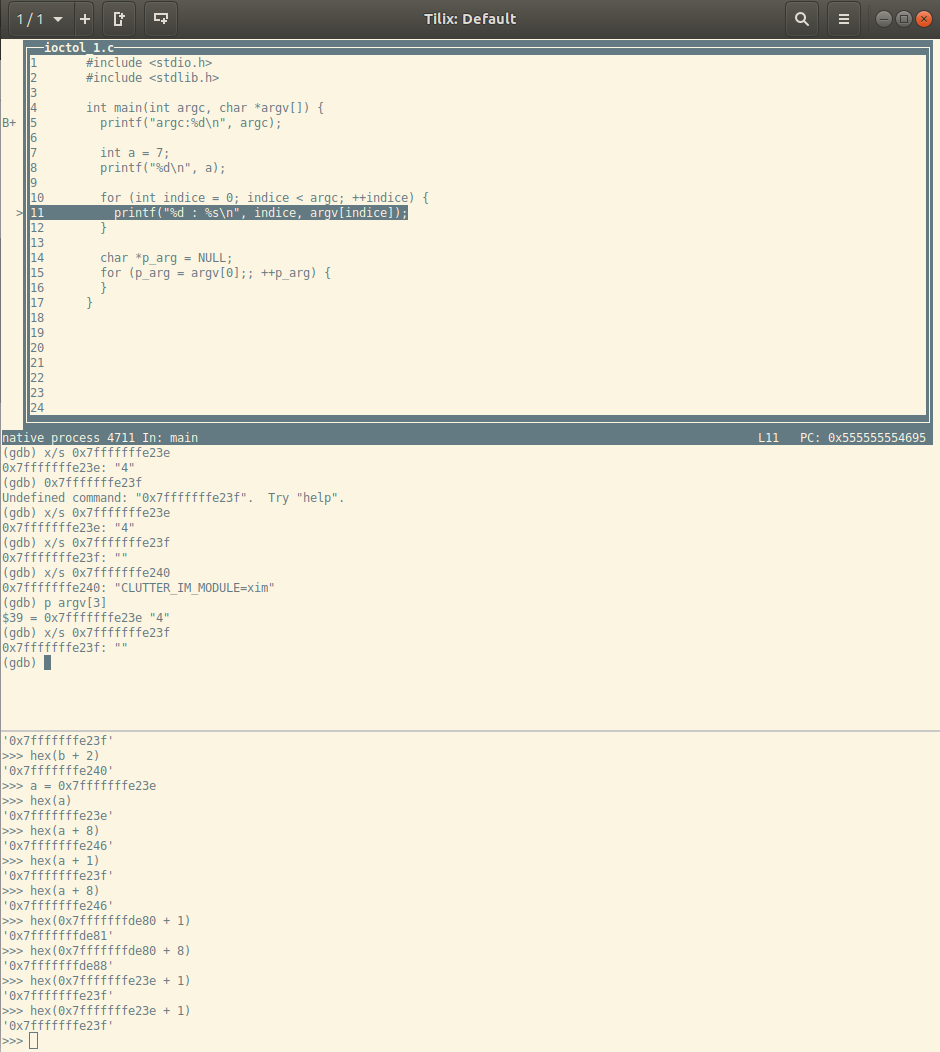 1 / 1
Tilix: Default
ioctol_1.c
1 #include <stdio.h>
2 #include <stdlib.h>
3
4 int main(int argc, char *argv[]) {
B+ 5 printf("argc:%d\n", argc);
6
7 int a = 7;
8 printf("%d\n", a);
9
10 for (int indice = 0; indice < argc; ++indice) {
> 11 printf("%d : %s\n", indice, argv[indice]);
12 }
13
14 char *p_arg = NULL;
15 for (p_arg = argv[0];; ++p_arg) {
16 }
17 }
18
19
20
21
22
23
24
native process 4711 In: main L11 PC: 0x555555554695
(gdb) x/s 0x7fffffffe23e
0x7fffffffe23e: "4"
(gdb) 0x7fffffffe23f
Undefined command: "0x7fffffffe23f".  Try "help".
(gdb) x/s 0x7fffffffe23e
0x7fffffffe23e: "4"
(gdb) x/s 0x7fffffffe23f
0x7fffffffe23f: ""
(gdb) x/s 0x7fffffffe240
0x7fffffffe240: "CLUTTER_IM_MODULE=xim"
(gdb) p argv[3]
$39 = 0x7fffffffe23e "4"
(gdb) x/s 0x7fffffffe23f
0x7fffffffe23f: ""
(gdb)
'0x7fffffffe23f'
>>> hex(b + 2)
'0x7fffffffe240'
>>> a = 0x7fffffffe23e
>>> hex(a)
'0x7fffffffe23e'
>>> hex(a + 8)
'0x7fffffffe246'
>>> hex(a + 1)
'0x7fffffffe23f'
>>> hex(a + 8)
'0x7fffffffe246'
>>> hex(0x7fffffffde80 + 1)
'0x7fffffffde81'
>>> hex(0x7fffffffde80 + 8)
'0x7fffffffde88'
>>> hex(0x7fffffffe23e + 1)
'0x7fffffffe23f'
>>> hex(0x7fffffffe23e + 1)
'0x7fffffffe23f'
>>>